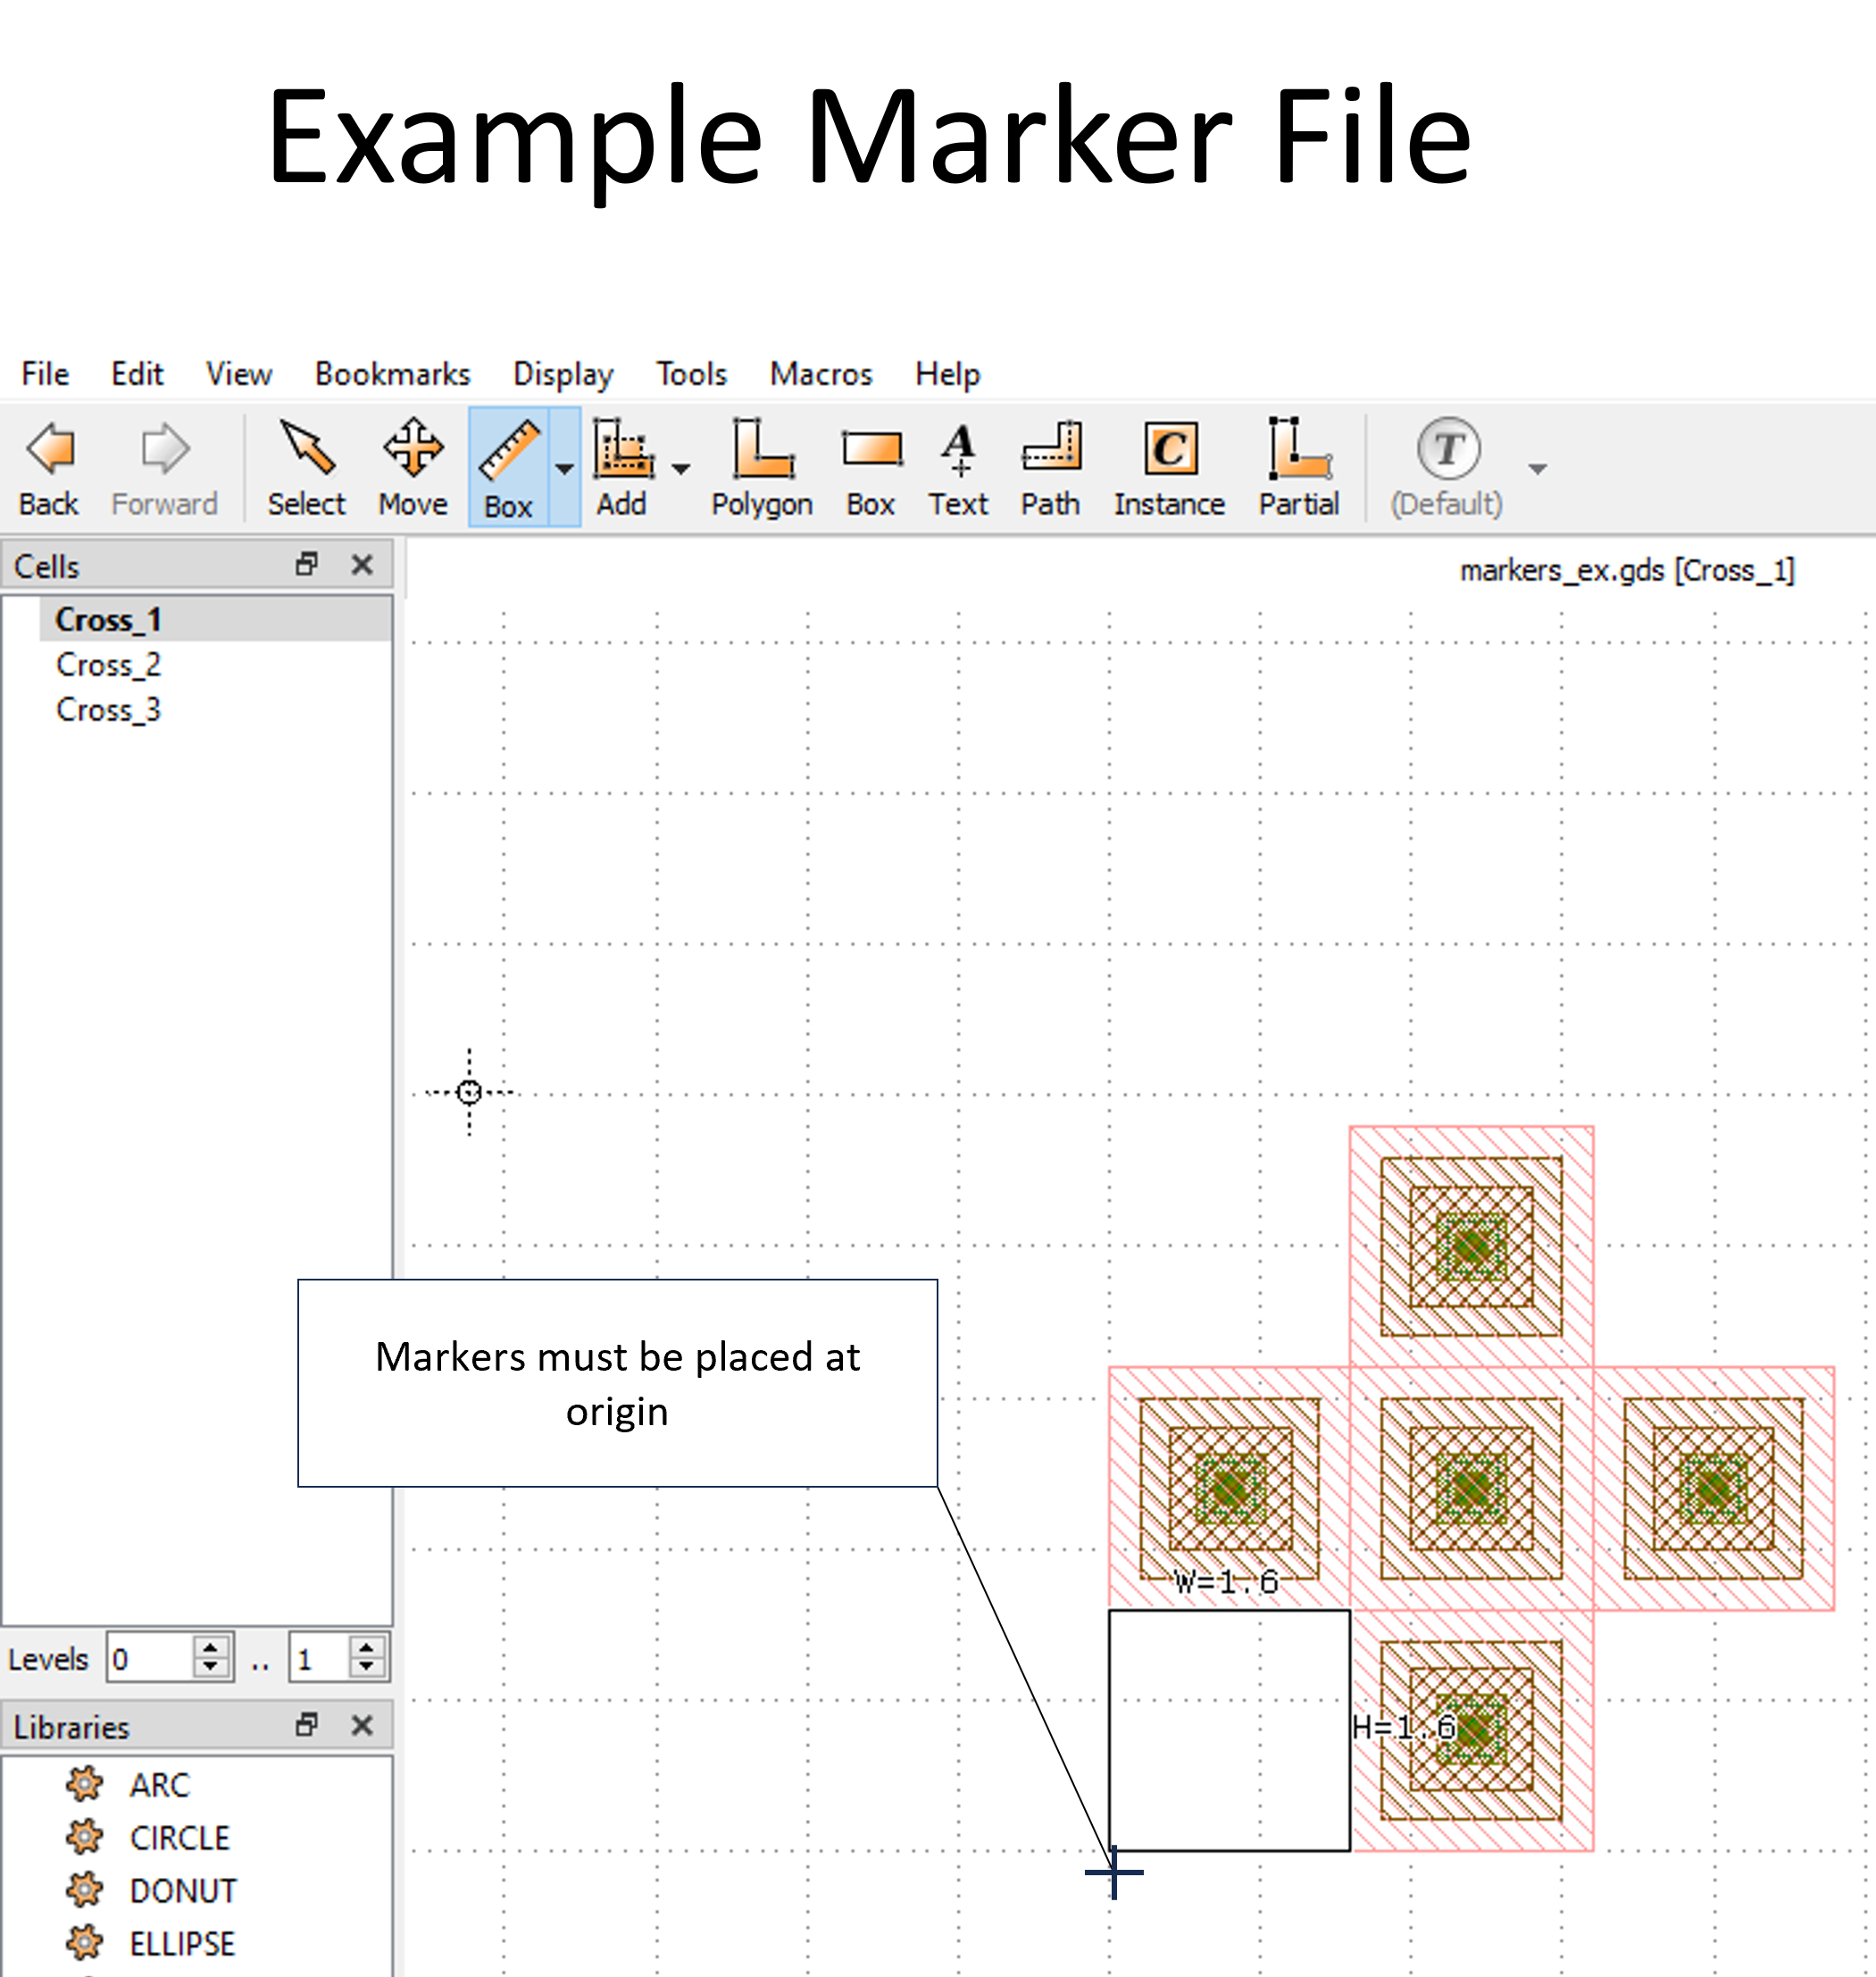 Example Marker File
File Edit View Bookmarks Display Tools Macros Help
Back Forward Select Move Box Add Polygon Box Text Path Instance Partial (Default)
Cells
markers_ex.gds [Cross_1]
Cross_1
Cross_2
Cross_3
Markers must be placed at
origin
W=1.6
H=1.6
Levels 0 .. 1
Libraries
ARC
CIRCLE
DONUT
ELLIPSE